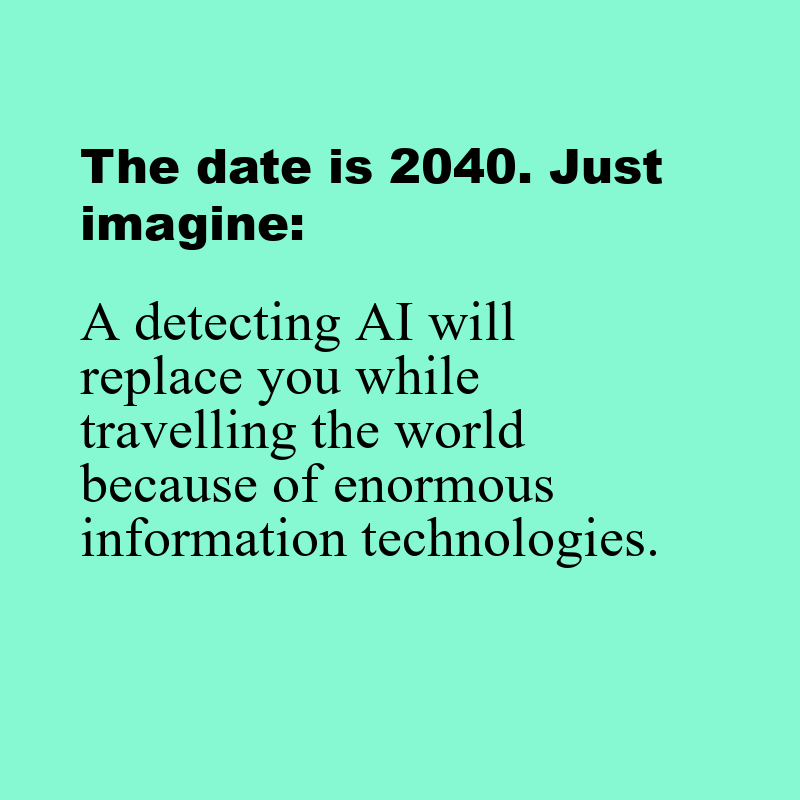 The date is 2040. Just
imagine:
A detecting AI will
replace you while
travelling the world
because of enormous
information technologies.